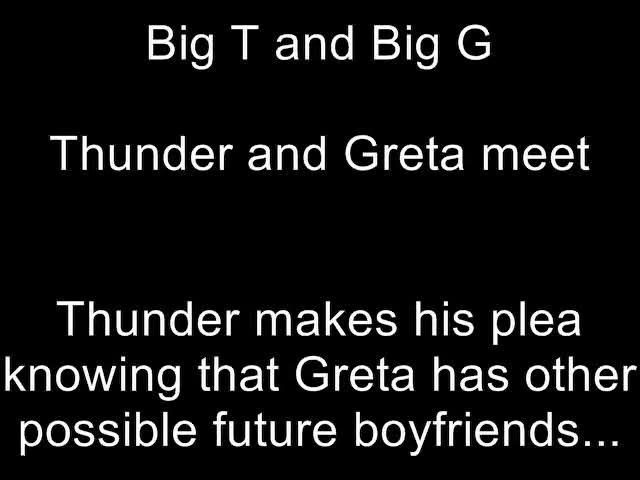 Big T and Big G
Thunder and Greta meet
Thunder makes his plea
knowing that Greta has other
possible future boyfriends...